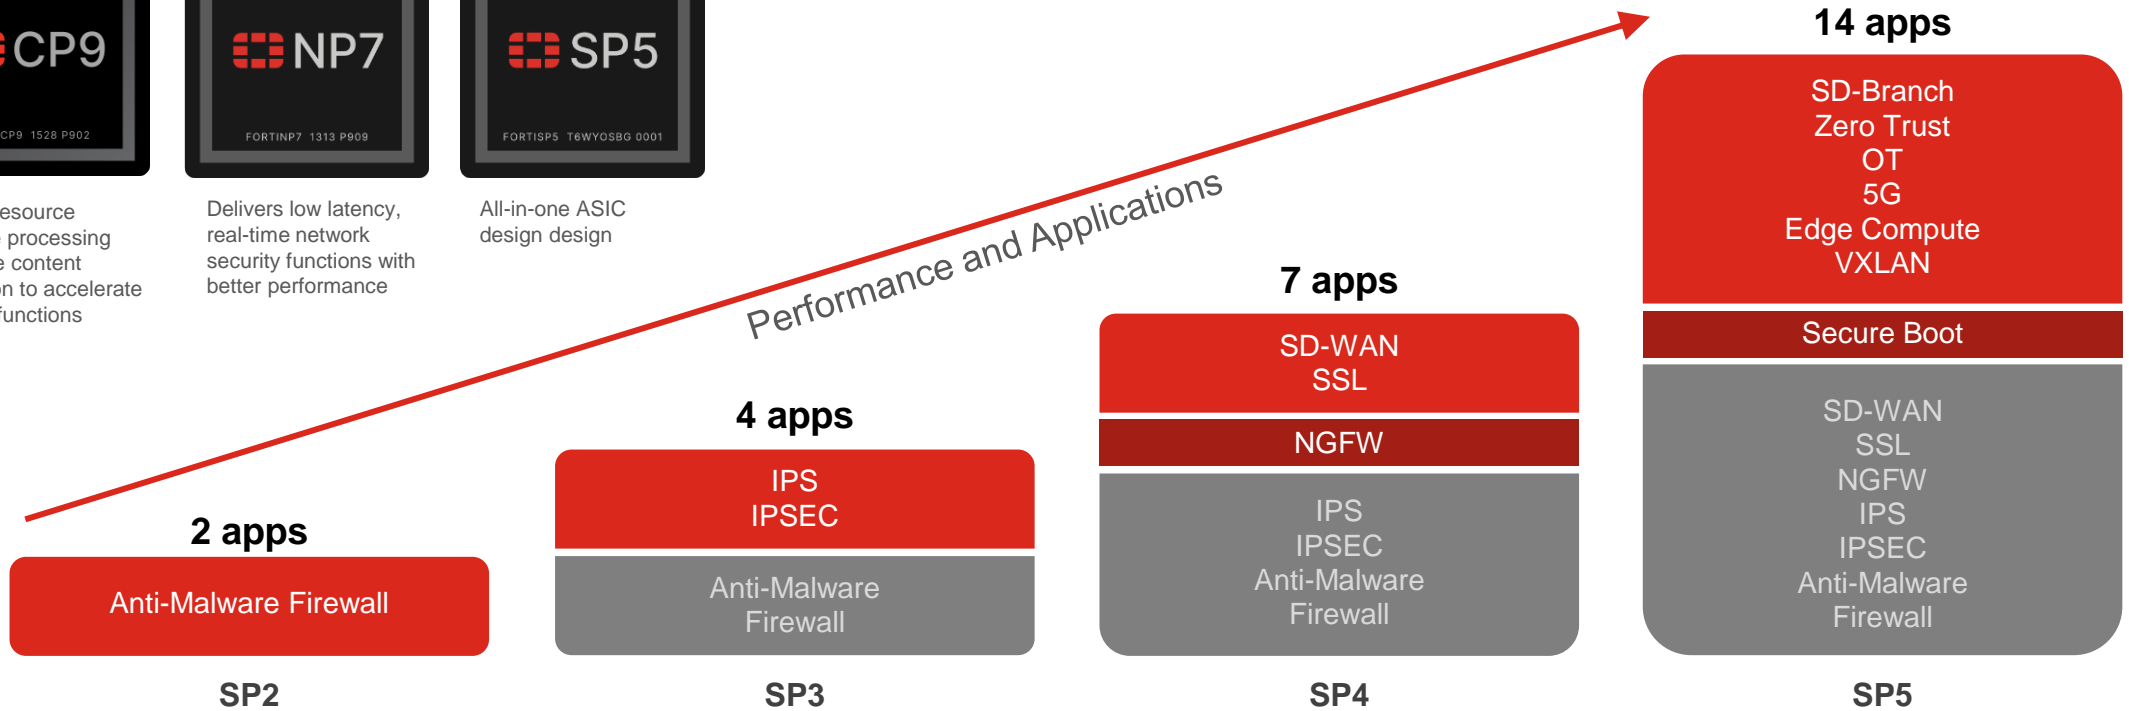 CP9
CP9 1528 P902
NP7
FORTINP7 1313 P909
SP5
FORTISP5 T6WYOSBG 0001
processing
content
to accelerate
functions
Delivers low latency,
real-time network
security functions with
better performance
All-in-one ASIC
design design
Performance and Applications
2 apps
Anti-Malware Firewall
SP2
4 apps
IPS
IPSEC
Anti-Malware
Firewall
SP3
7 apps
SD-WAN
SSL
NGFW
IPS
IPSEC
Anti-Malware
Firewall
SP4
14 apps
SD-Branch
Zero Trust
OT
5G
Edge Compute
VXLAN
Secure Boot
SD-WAN
SSL
NGFW
IPS
IPSEC
Anti-Malware
Firewall
SP5